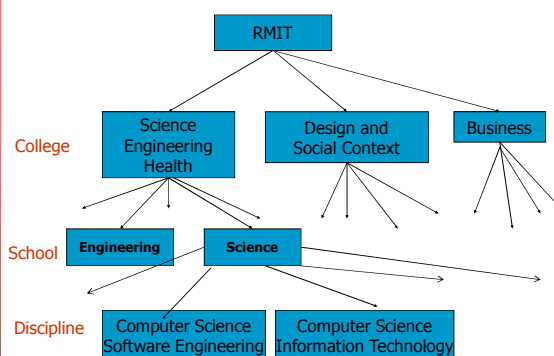 RMIT
College
Science
Engineering
Health
Design and
Social Context
Business
School
Engineering
Science
Discipline
Computer Science
Software Engineering
Computer Science
Information Technology